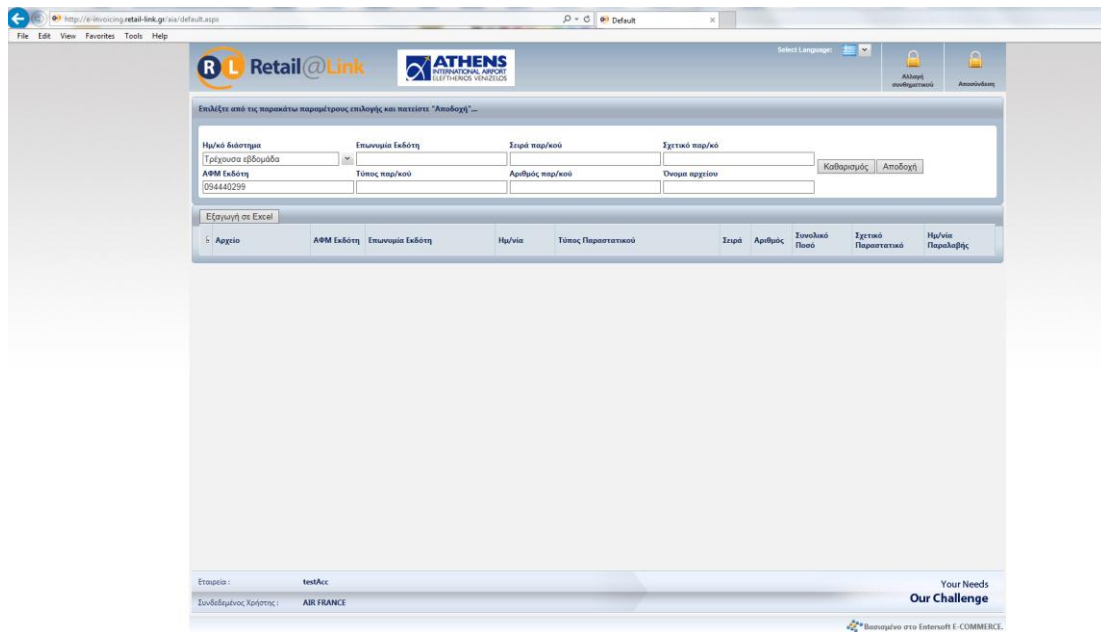 http://e-invoicing.retail-link.gr/aia/default.aspx
Default
File Edit View Favorites Tools Help
RL Retail@Link
ATHENS
INTERNATIONAL AIRPORT
ELEFTHERIOS VENIZELOS
Select Language:
Αλλαγή συνθηματικού
Αποσύνδεση
Επιλέξτε από τις παρακάτω παραμέτρους επιλογής και πατείστε "Αποδοχή"...
Ημ/κό διάστημα Επωνυμία Εκδότη Σειρά παρ/κού Σχετικό παρ/κό
Τρέχουσα εβδομάδα
Καθαρισμός Αποδοχή
ΑΦΜ Εκδότη Τύπος παρ/κού Αριθμός παρ/κού Όνομα αρχείου
094440299
Εξαγωγή σε Excel
Αρχείο ΑΦΜ Εκδότη Επωνυμία Εκδότη Ημ/νία Τύπος Παραστατικού Σειρά Αριθμός Συνολικό Ποσό Σχετικό Παραστατικό Ημ/νία Παραλαβής
Εταιρεία : testAcc
Συνδεδεμένος Χρήστης : AIR FRANCE
Your Needs
Our Challenge
Βασισμένο στο Entersoft E-COMMERCE.